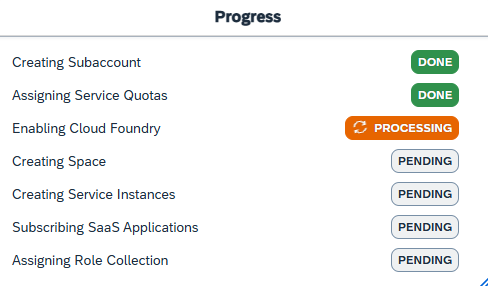 Progress
Creating Subaccount DONE
Assigning Service Quotas DONE
Enabling Cloud Foundry PROCESSING
Creating Space PENDING
Creating Service Instances PENDING
Subscribing SaaS Applications PENDING
Assigning Role Collection PENDING